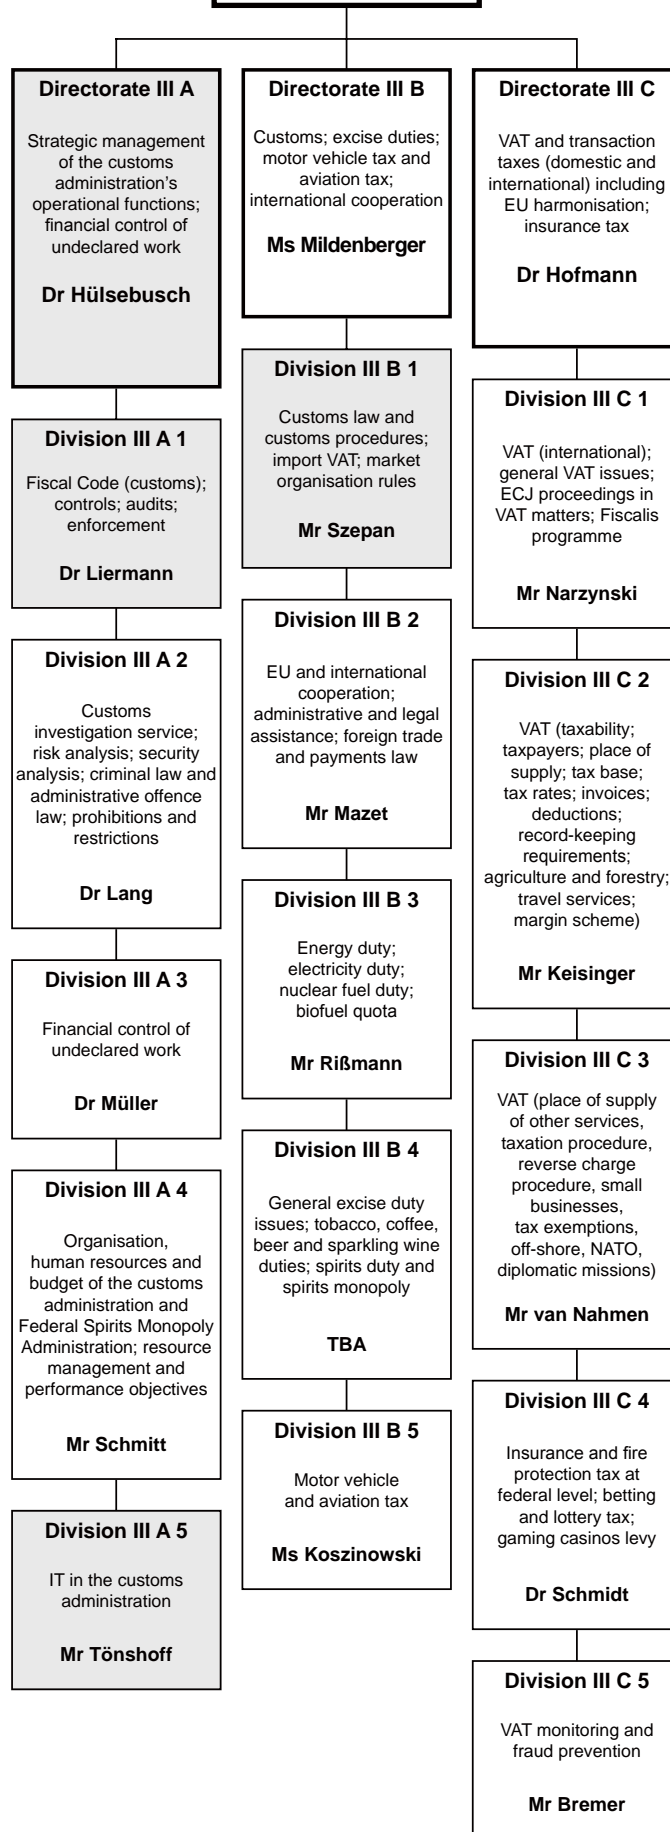 Directorate III A
Strategic management
of the customs
administration's
operational functions;
financial control of
undeclared work
Dr Hülsebusch
Division III A 1
Fiscal Code (customs);
controls; audits;
enforcement
Dr Liermann
Division III A 2
Customs
investigation service;
risk analysis; security
analysis; criminal law and
administrative offence
law; prohibitions and
restrictions
Dr Lang
Division III A 3
Financial control of
undeclared work
Dr Müller
Division III A 4
Organisation,
human resources and
budget of the customs
administration and
Federal Spirits Monopoly
Administration; resource
management and
performance objectives
Mr Schmitt
Division III A 5
IT in the customs
administration
Mr Tönshoff
Directorate III B
Customs; excise duties;
motor vehicle tax and
aviation tax;
international cooperation
Ms Mildenberger
Division III B 1
Customs law and
customs procedures;
import VAT; market
organisation rules
Mr Szepan
Division III B 2
EU and international
cooperation;
administrative and legal
assistance; foreign trade
and payments law
Mr Mazet
Division III B 3
Energy duty;
electricity duty;
nuclear fuel duty;
biofuel quota
Mr Rißmann
Division III B 4
General excise duty
issues; tobacco, coffee,
beer and sparkling wine
duties; spirits duty and
spirits monopoly
TBA
Division III B 5
Motor vehicle
and aviation tax
Ms Koszinowski
Directorate III C
VAT and transaction
taxes (domestic and
international) including
EU harmonisation;
insurance tax
Dr Hofmann
Division III C 1
VAT (international);
general VAT issues;
ECJ proceedings in
VAT matters; Fiscalis
programme
Mr Narzynski
Division III C 2
VAT (taxability;
taxpayers; place of
supply; tax base;
tax rates; invoices;
deductions;
record-keeping
requirements;
agriculture and forestry;
travel services;
margin scheme)
Mr Keisinger
Division III C 3
VAT (place of supply
of other services,
taxation procedure,
reverse charge
procedure, small
businesses,
tax exemptions,
off-shore, NATO,
diplomatic missions)
Mr van Nahmen
Division III C 4
Insurance and fire
protection tax at
federal level; betting
and lottery tax;
gaming casinos levy
Dr Schmidt
Division III C 5
VAT monitoring and
fraud prevention
Mr Bremer